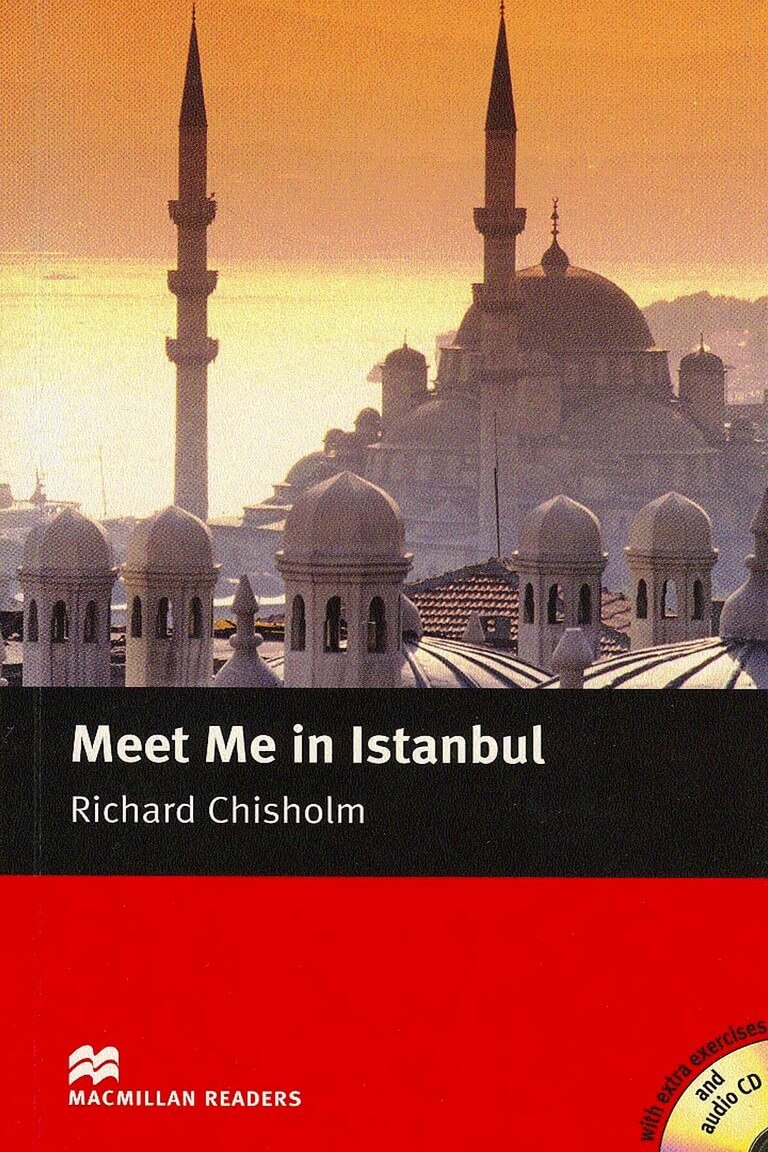 Meet Me in Istanbul
Richard Chisholm
MACMILLAN READERS
with extra exercises
and
audio CD